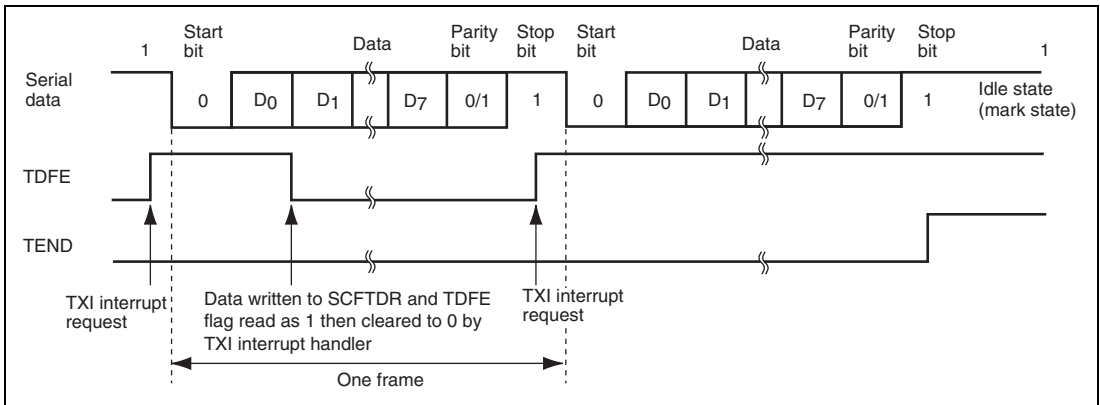 Start Parity Stop Start Parity Stop
1 bit Data bit bit bit Data bit bit 1
Serial data 0 D0 D1 D7 0/1 1 0 D0 D1 D7 0/1 1 Idle state (mark state)
TDFE
TEND
TXI interrupt request
Data written to SCFTDR and TDFE
flag read as 1 then cleared to 0 by
TXI interrupt handler
TXI interrupt request
One frame